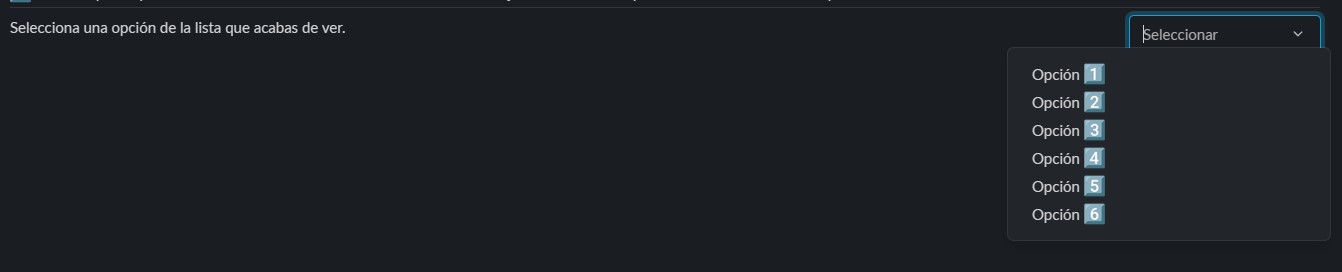 Selecciona una opción de la lista que acabas de ver.
Seleccionar
Opción 1️⃣
Opción 2️⃣
Opción 3️⃣
Opción 4️⃣
Opción 5️⃣
Opción 6️⃣